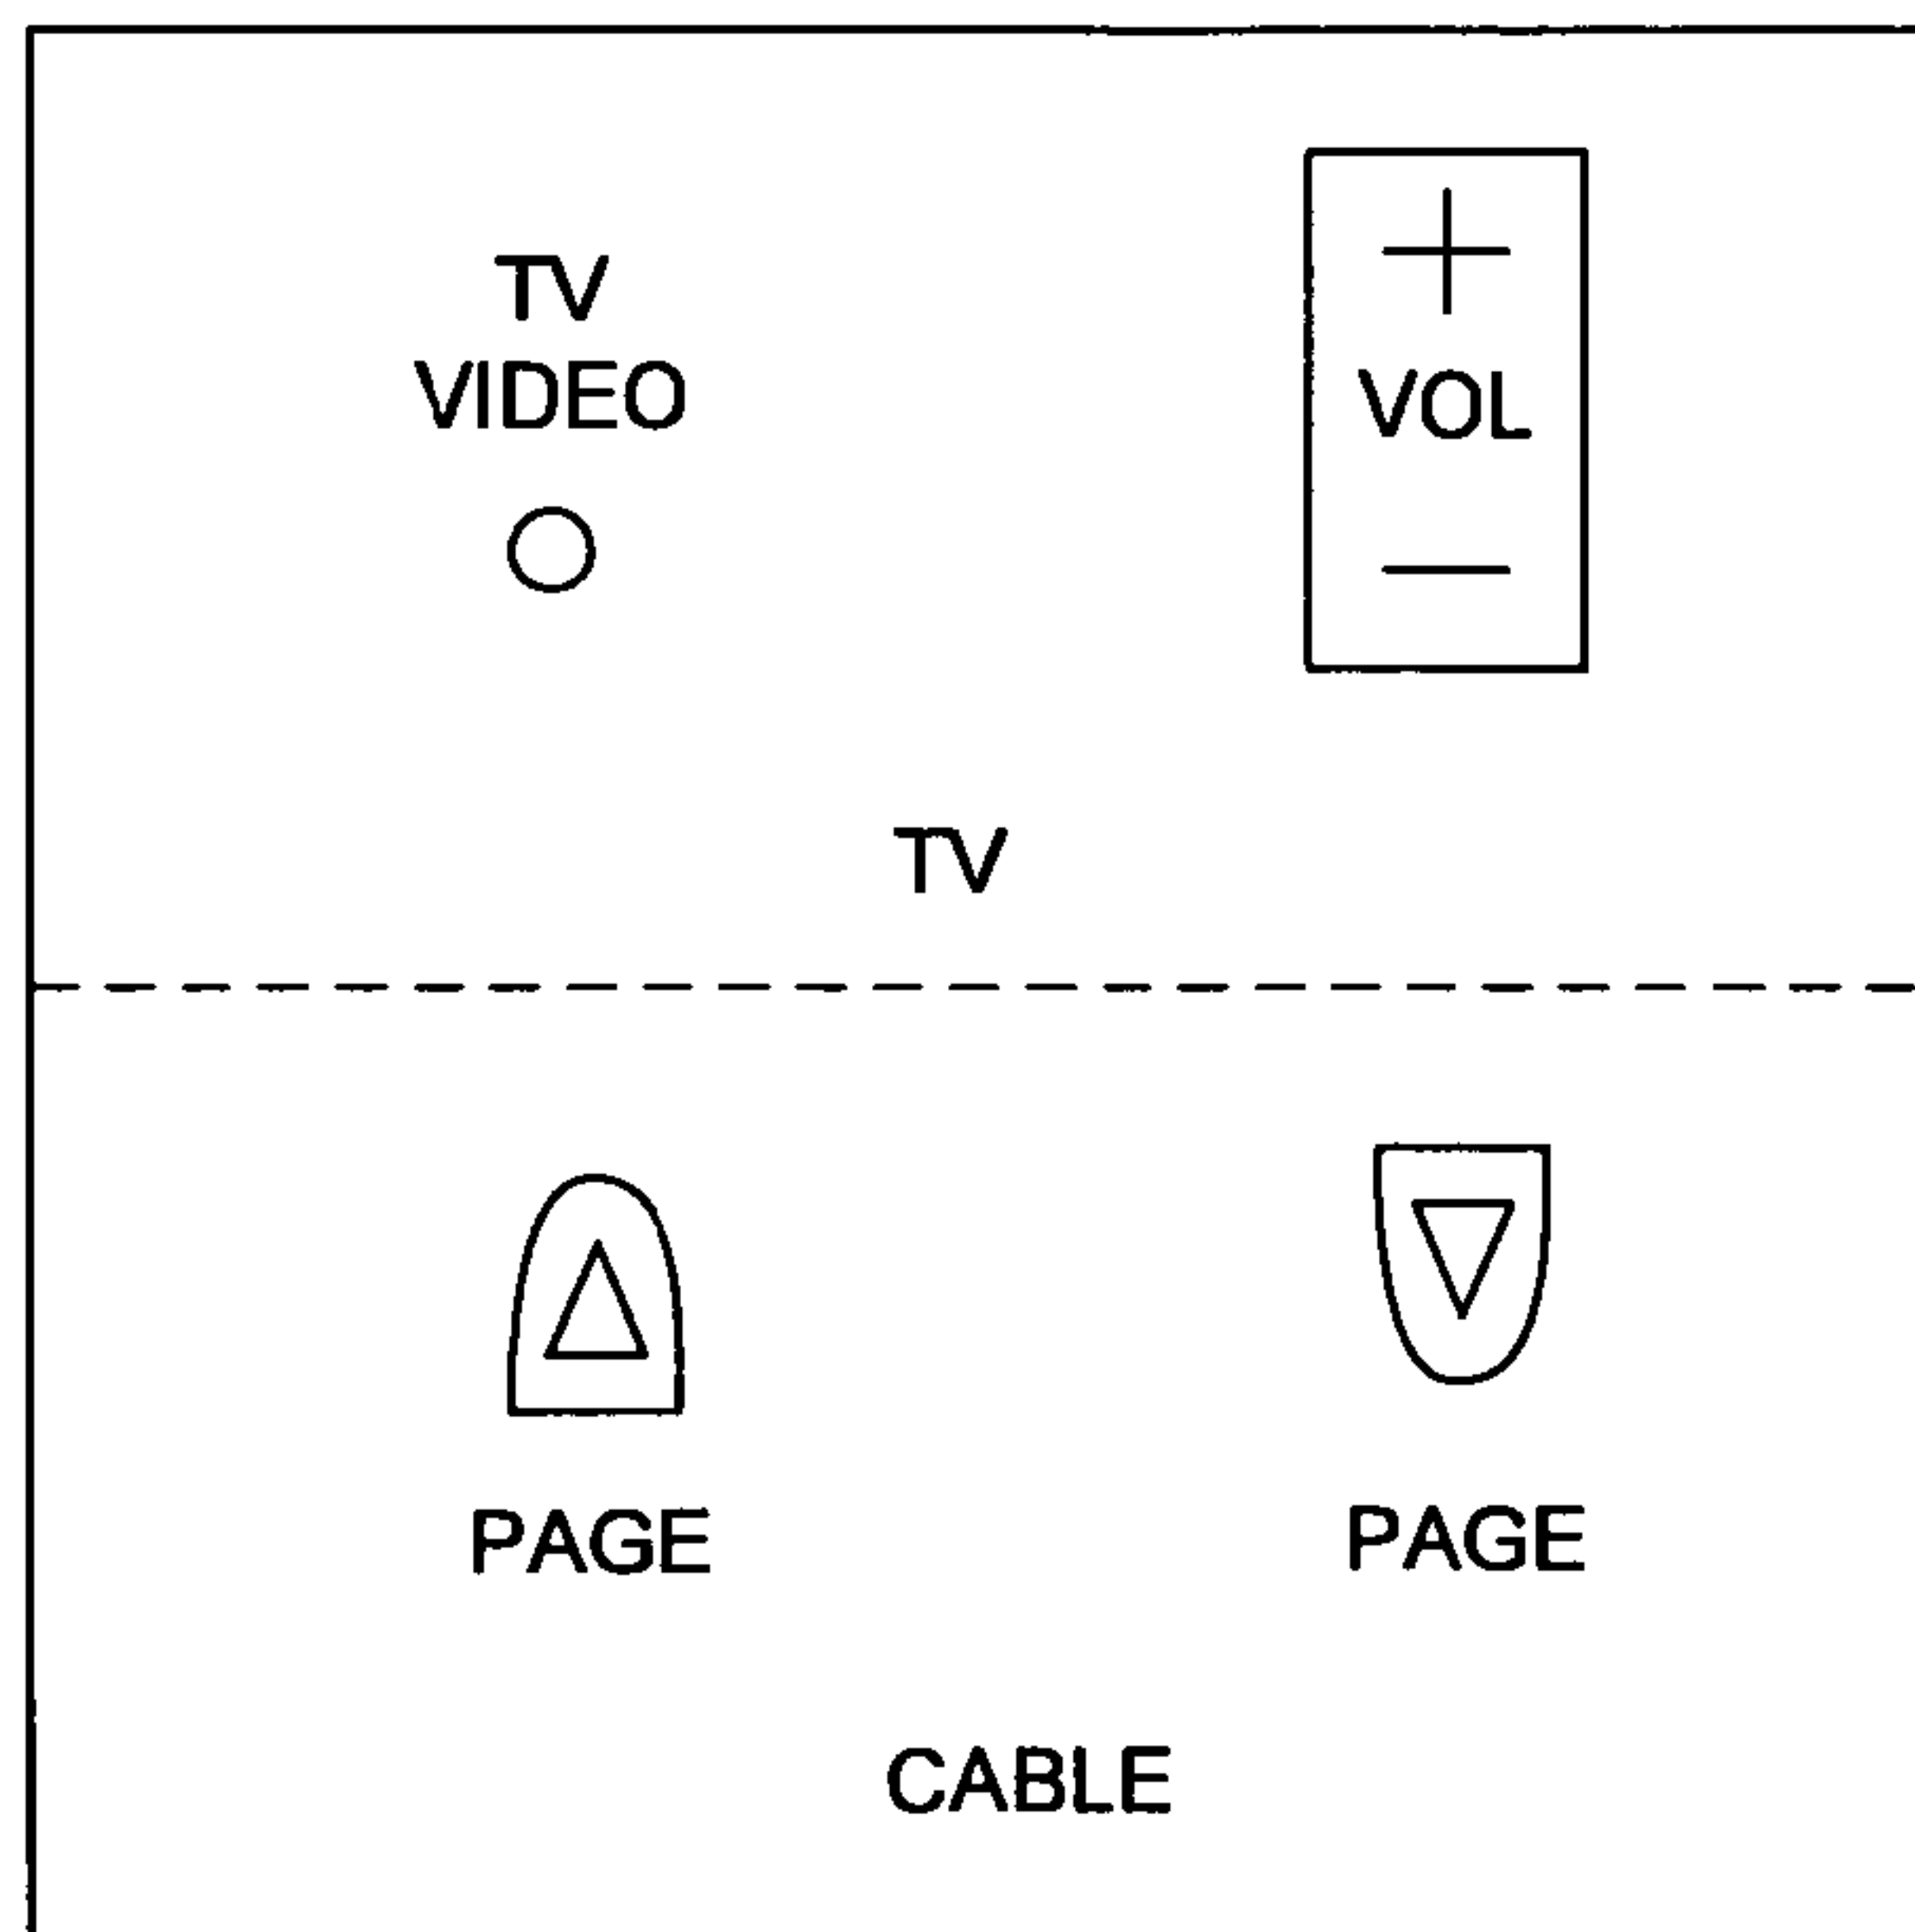 TV
VIDEO
+
VOL
—
TV
PAGE
PAGE
CABLE